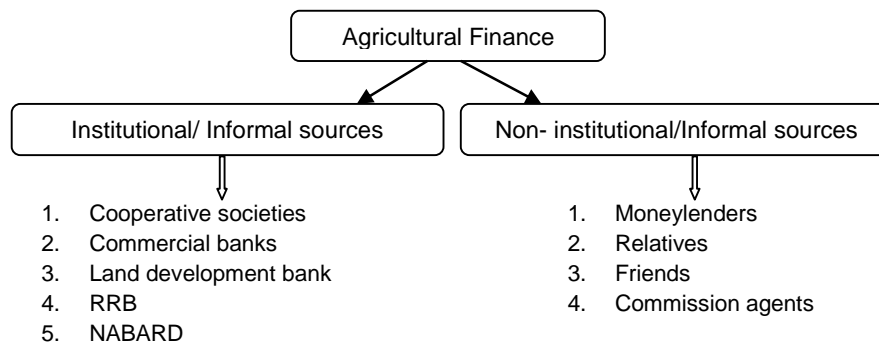 Agricultural Finance
Institutional/ Informal sources
Non- institutional/Informal sources
1. Cooperative societies
2. Commercial banks
3. Land development bank
4. RRB
5. NABARD
1. Moneylenders
2. Relatives
3. Friends
4. Commission agents